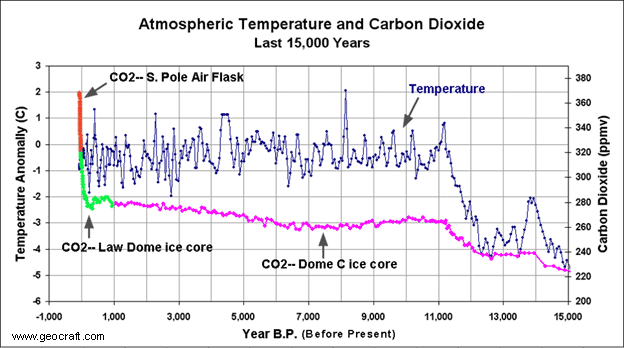 Atmospheric Temperature and Carbon Dioxide
Last 15,000 Years
3
2
1
0
-1
-2
-3
-4
-5
-6
Temperature Anomally (C)
CO2-- S. Pole Air Flask
Temperature
CO2-- Law Dome ice core
CO2-- Dome C ice core
380
360
340
320
300
280
260
240
220
200
Carbon Dioxide (ppmv)
-1,000 1,000 3,000 5,000 7,000 9,000 11,000 13,000 15,000
Year B.P. (Before Present)
www.geocraft.com